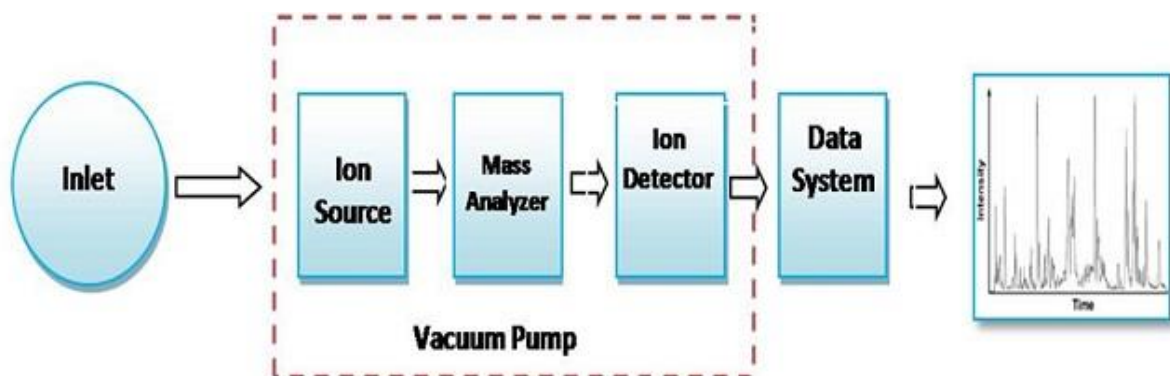 Inlet
Ion
Source
Mass
Analyzer
Ion
Detector
Data
System
Intensity
Time
Vacuum Pump